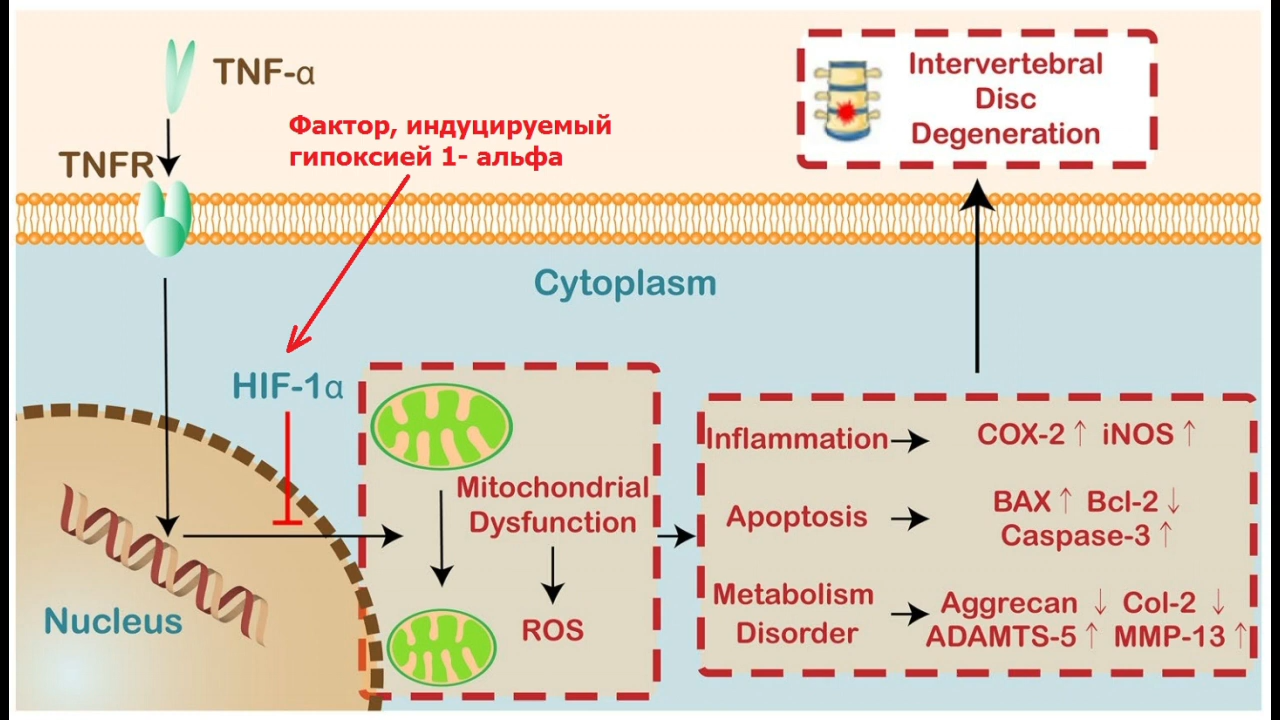 TNF-α
TNFR
Фактор, индуцируемый
гипоксией 1- альфа
Intervertebral
Disc
Degeneration
Cytoplasm
HIF-1α
Nucleus
Mitochondrial
Dysfunction
ROS
Inflammation
COX-2 ↑ iNOS ↑
Apoptosis
BAX ↑ Bcl-2 ↓
Caspase-3 ↑
Metabolism
Disorder
Aggrecan ↓ Col-2 ↓
ADAMTS-5 ↑ MMP-13 ↑